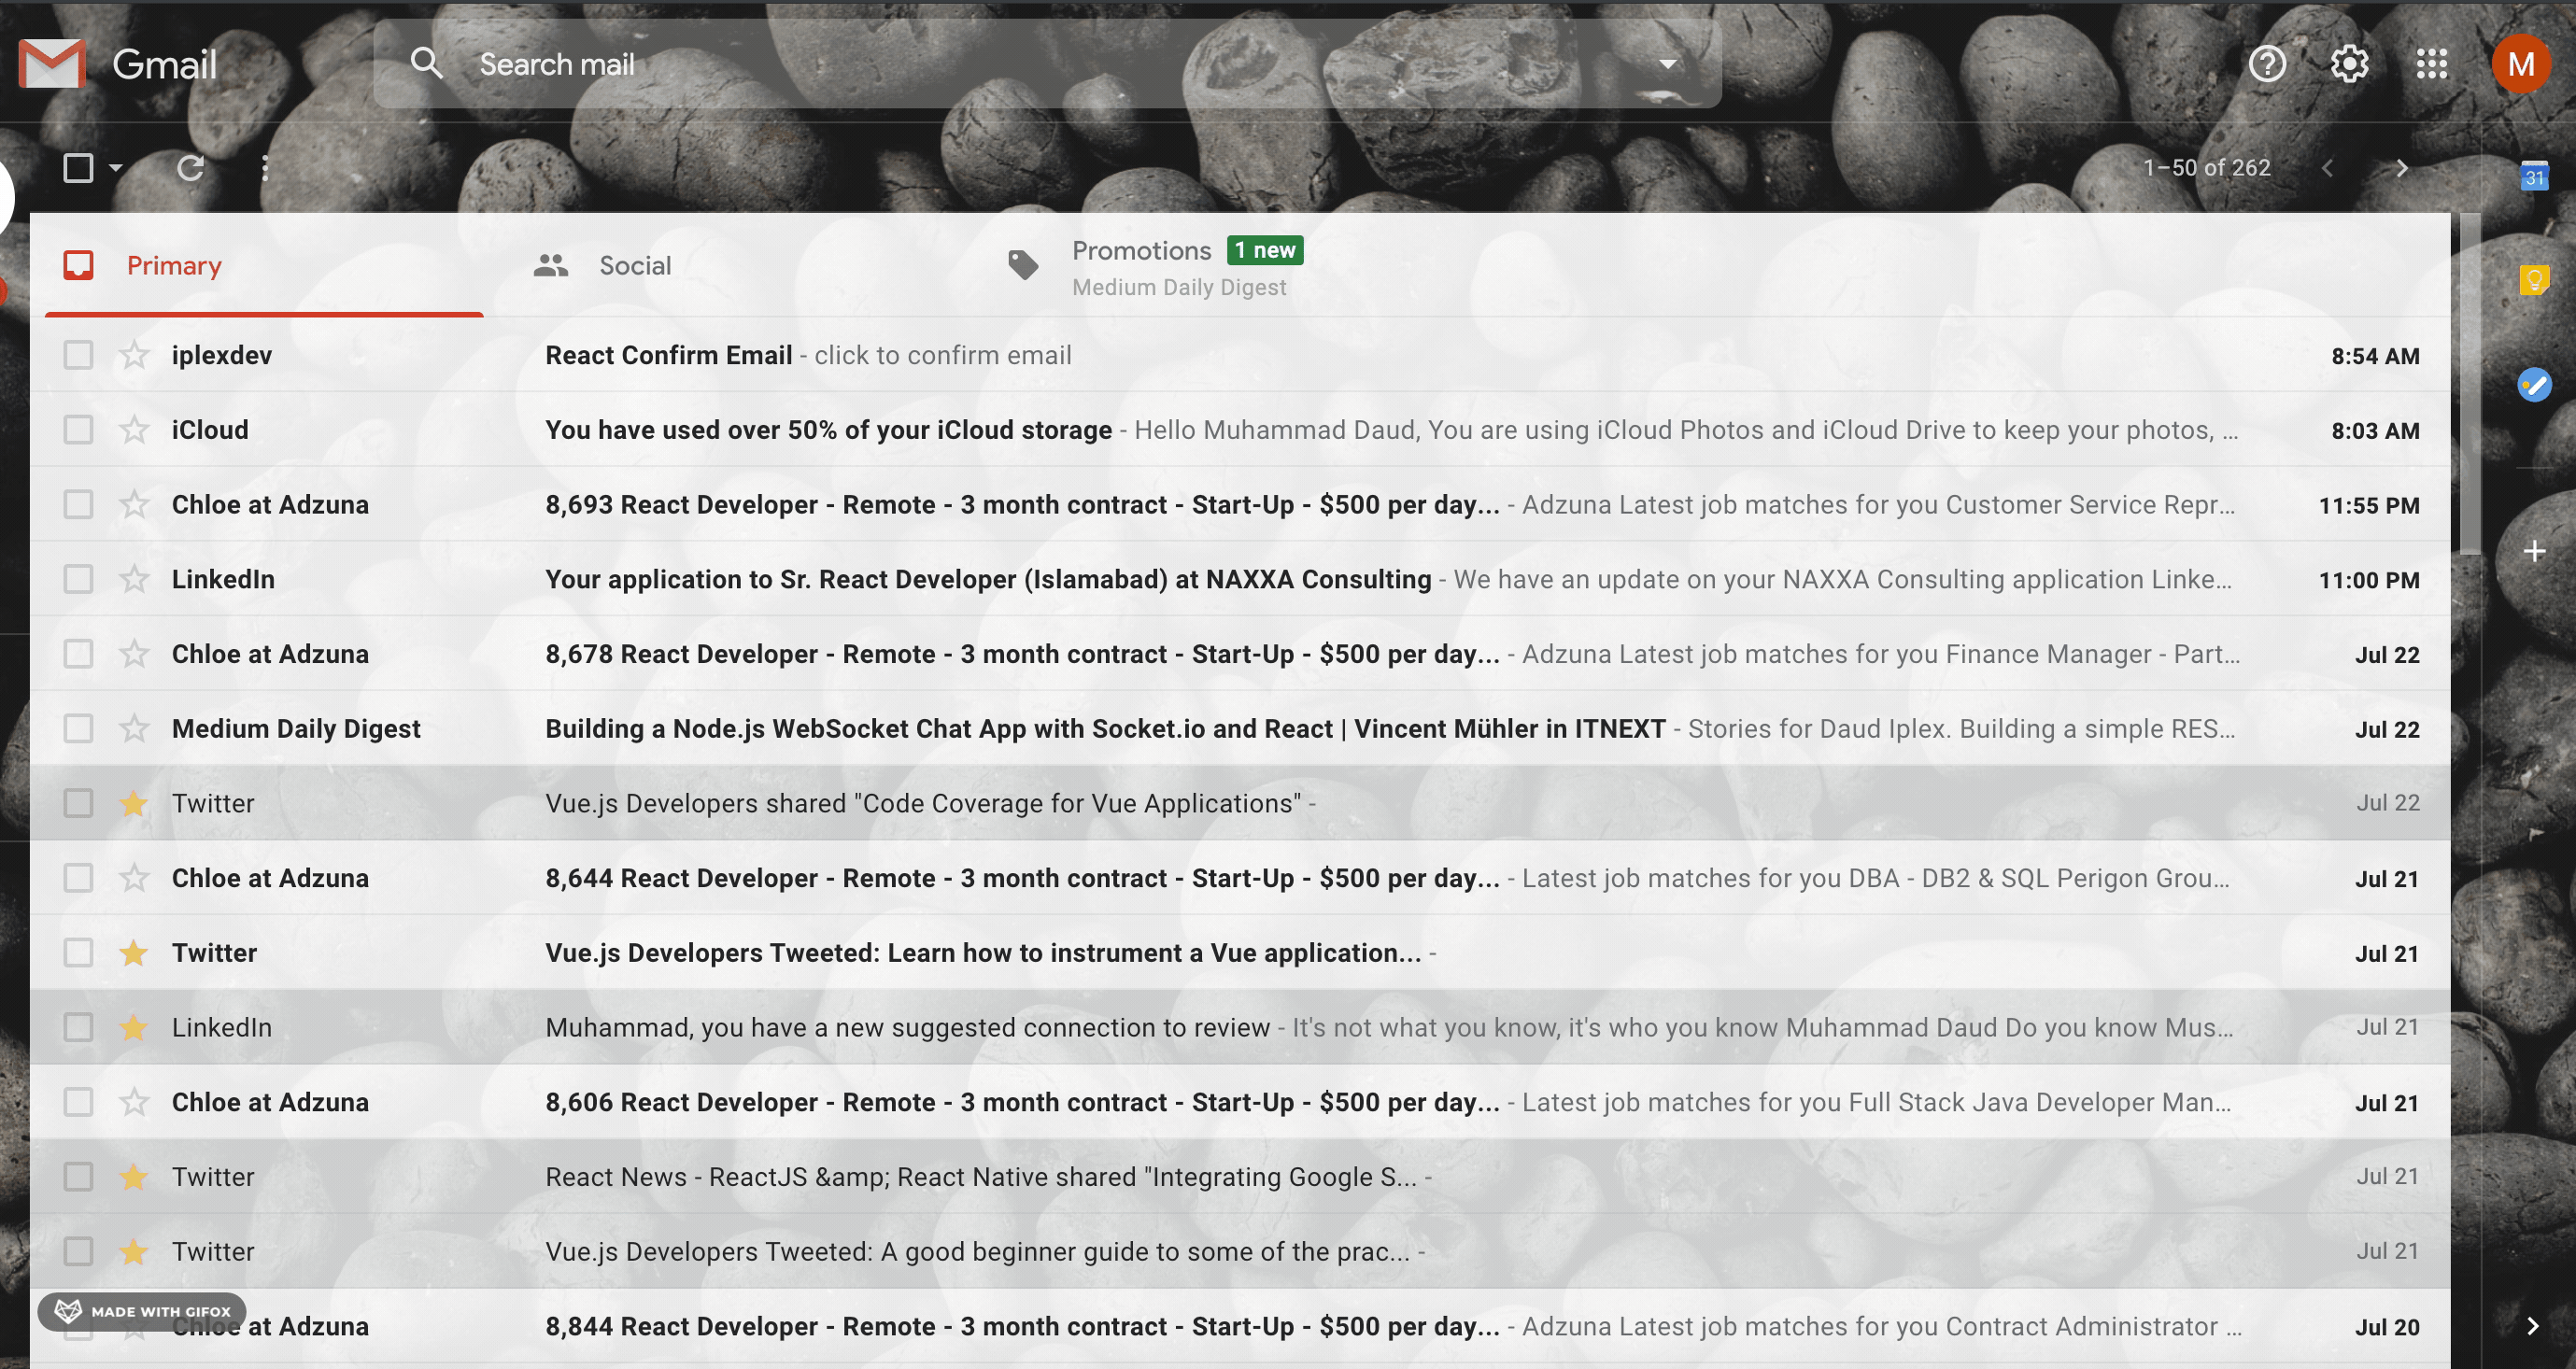 Gmail
Search mail
M
1–50 of 262
31
Primary
Social
Promotions 1 new
Medium Daily Digest
iplexdev React Confirm Email - click to confirm email 8:54 AM
iCloud You have used over 50% of your iCloud storage - Hello Muhammad Daud, You are using iCloud Photos and iCloud Drive to keep your photos, ... 8:03 AM
Chloe at Adzuna 8,693 React Developer - Remote - 3 month contract - Start-Up - $500 per day... - Adzuna Latest job matches for you Customer Service Repr... 11:55 PM
LinkedIn Your application to Sr. React Developer (Islamabad) at NAXXA Consulting - We have an update on your NAXXA Consulting application Linke... 11:00 PM
Chloe at Adzuna 8,678 React Developer - Remote - 3 month contract - Start-Up - $500 per day... - Adzuna Latest job matches for you Finance Manager - Part... Jul 22
Medium Daily Digest Building a Node.js WebSocket Chat App with Socket.io and React | Vincent Mühler in ITNEXT - Stories for Daud Iplex. Building a simple RES... Jul 22
Twitter Vue.js Developers shared "Code Coverage for Vue Applications" - Jul 22
Chloe at Adzuna 8,644 React Developer - Remote - 3 month contract - Start-Up - $500 per day... - Latest job matches for you DBA - DB2 & SQL Perigon Grou... Jul 21
Twitter Vue.js Developers Tweeted: Learn how to instrument a Vue application... - Jul 21
LinkedIn Muhammad, you have a new suggested connection to review - It's not what you know, it's who you know Muhammad Daud Do you know Mus... Jul 21
Chloe at Adzuna 8,606 React Developer - Remote - 3 month contract - Start-Up - $500 per day... - Latest job matches for you Full Stack Java Developer Man... Jul 21
Twitter React News - ReactJS &amp; React Native shared "Integrating Google S... - Jul 21
Twitter Vue.js Developers Tweeted: A good beginner guide to some of the prac... - Jul 21
MADE WITH GIFOX
Chloe at Adzuna 8,844 React Developer - Remote - 3 month contract - Start-Up - $500 per day... - Adzuna Latest job matches for you Contract Administrator ... Jul 20